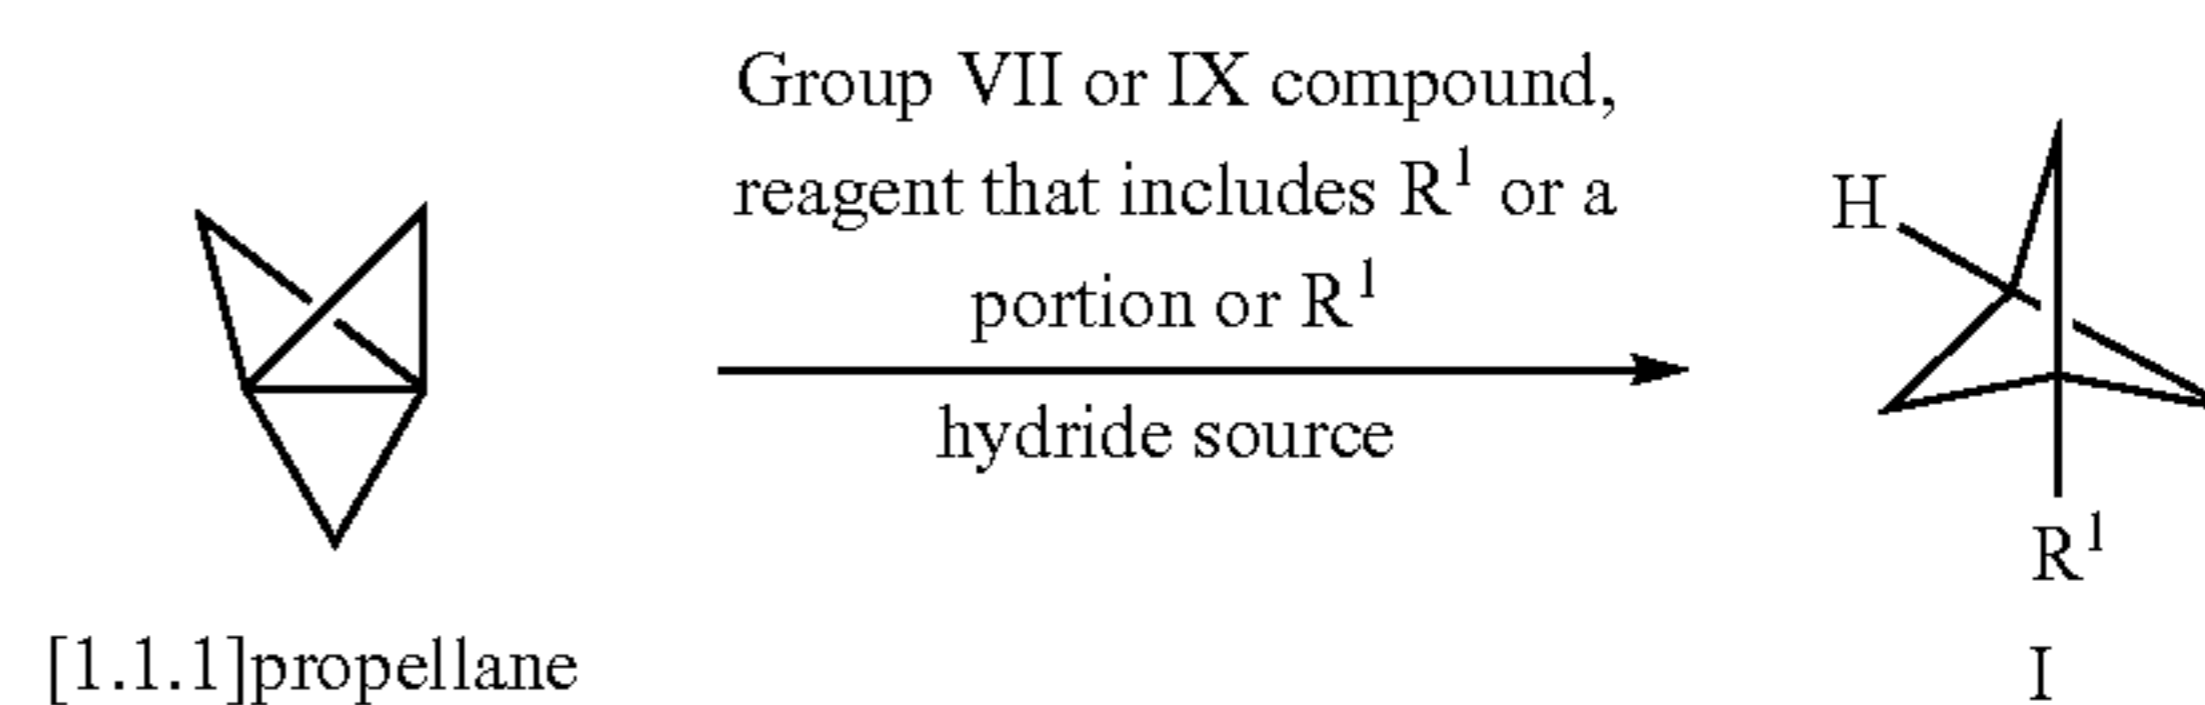 Group VII or IX compound,
reagent that includes R¹ or a
portion or R¹
hydride source
[1.1.1]propellane
H
R¹
I